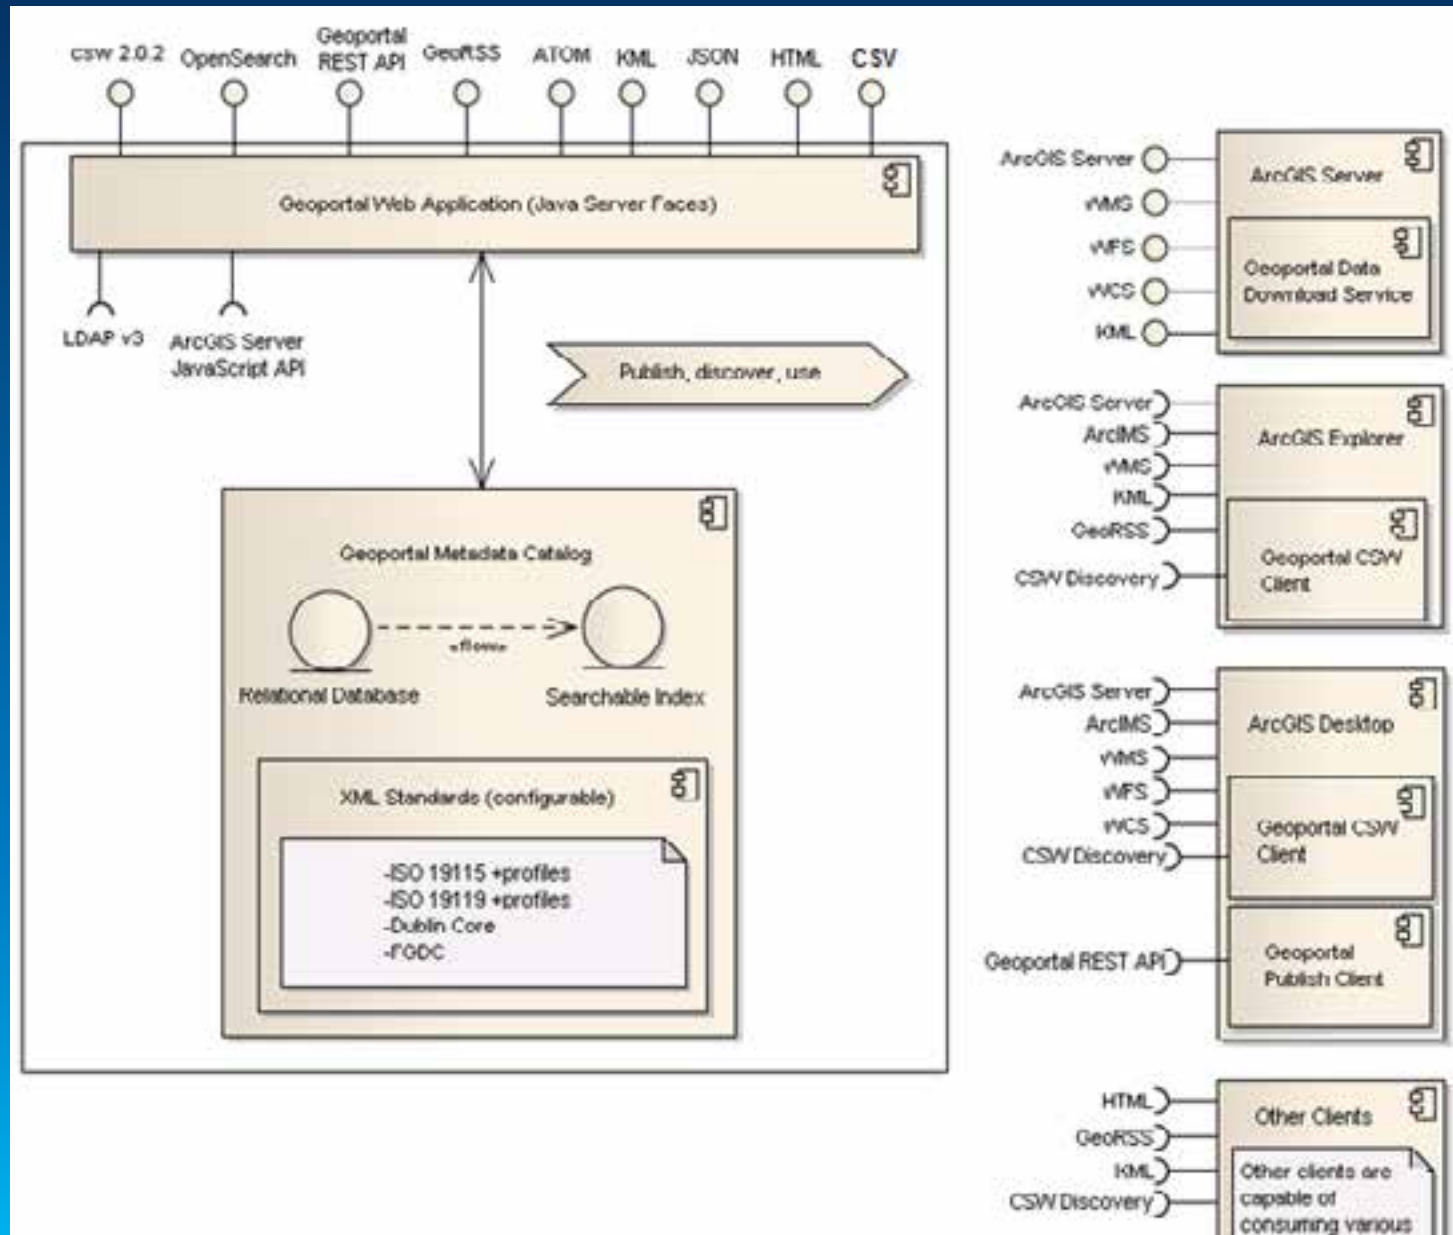 CSW 2.0.2
OpenSearch
Geoportal
REST API
GeoRSS
ATOM
KML
JSON
HTML
CSV
Geoportal Web Application (Java Server Faces)
LDAP v3
ArcGIS Server
JavaScript API
Publish, discover, use
Geoportal Metadata Catalog
«flow»
Relational Database
Searchable Index
XML Standards (configurable)
-ISO 19115 +profiles
-ISO 19119 +profiles
-Dublin Core
-FGDC
ArcGIS Server
WMS
WFS
WCS
KML
ArcGIS Server
Geoportal Data
Download Service
ArcGIS Server
ArcIMS
WMS
KML
GeoRSS
CSW Discovery
ArcGIS Explorer
Geoportal CSW
Client
ArcGIS Server
ArcIMS
WMS
WFS
WCS
CSW Discovery
Geoportal REST API
ArcGIS Desktop
Geoportal CSW
Client
Geoportal
Publish Client
HTML
GeoRSS
KML
CSW Discovery
Other Clients
Other clients are
capable of
consuming various